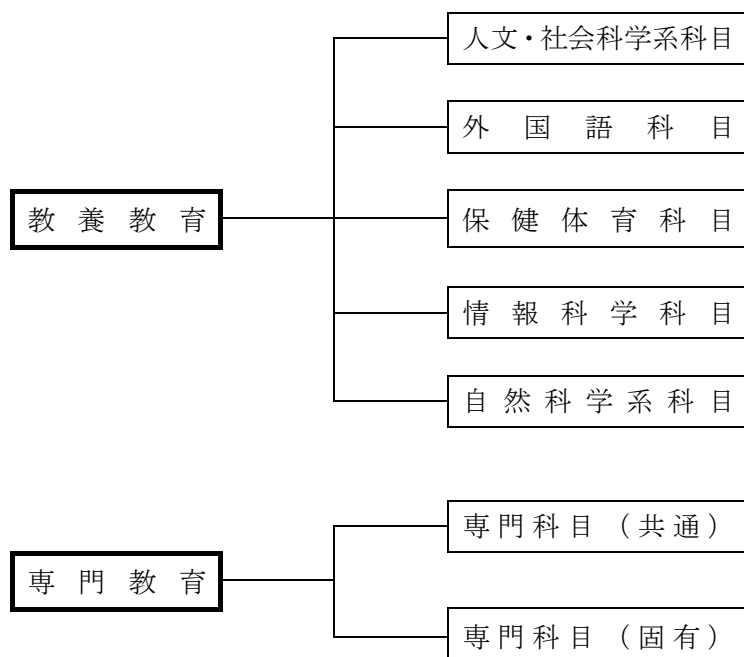 人文・社会科学系科目
外国語科目
教養教育
保健体育科目
情報科学科目
自然科学系科目
専門科目（共通）
専門教育
専門科目（固有）